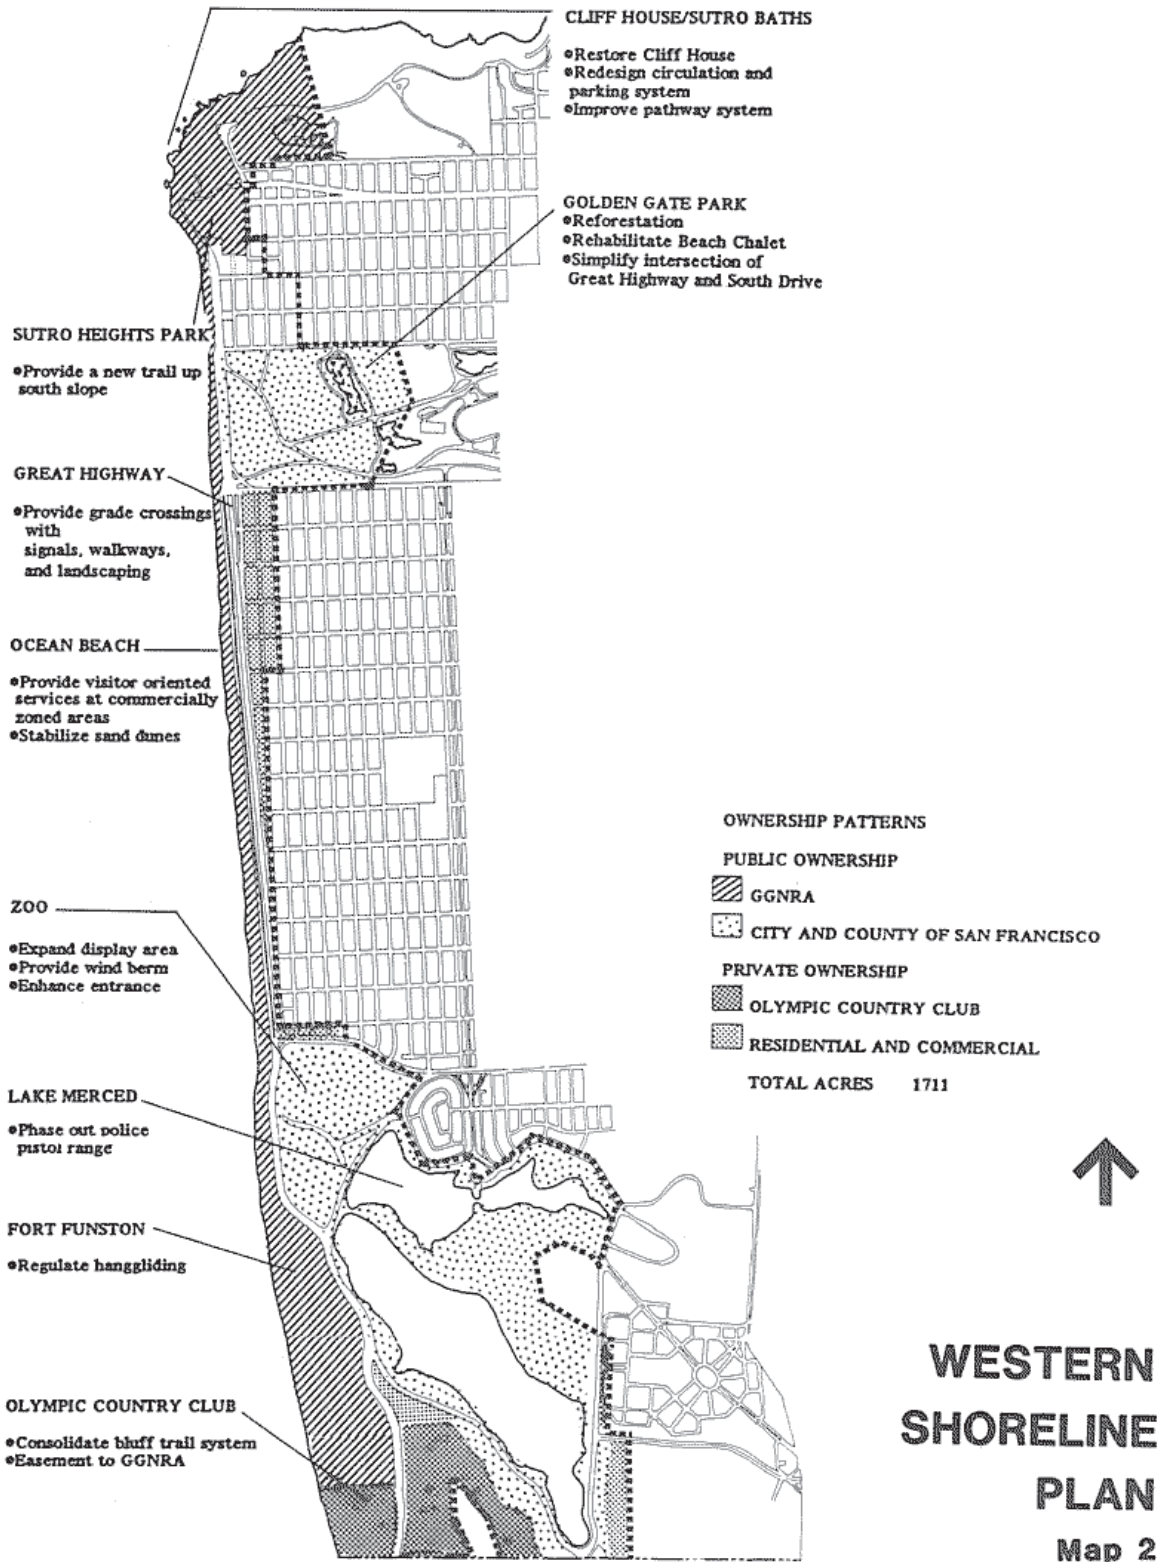 CLIFF HOUSE/SUTRO BATHS
●Restore Cliff House
●Redesign circulation and
parking system
●Improve pathway system
GOLDEN GATE PARK
●Reforestation
●Rehabilitate Beach Chalet
●Simplify intersection of
Great Highway and South Drive
SUTRO HEIGHTS PARK
●Provide a new trail up
south slope
GREAT HIGHWAY
●Provide grade crossings
with
signals, walkways,
and landscaping
OCEAN BEACH
●Provide visitor oriented
services at commercially
zoned areas
●Stabilize sand dunes
ZOO
●Expand display area
●Provide wind berm
●Enhance entrance
LAKE MERCED
●Phase out police
pistol range
FORT FUNSTON
●Regulate hanggliding
OLYMPIC COUNTRY CLUB
●Consolidate bluff trail system
●Easement to GGNRA
OWNERSHIP PATTERNS
PUBLIC OWNERSHIP
GGNRA
CITY AND COUNTY OF SAN FRANCISCO
PRIVATE OWNERSHIP
OLYMPIC COUNTRY CLUB
RESIDENTIAL AND COMMERCIAL
TOTAL ACRES 1711
WESTERN
SHORELINE
PLAN
Map 2